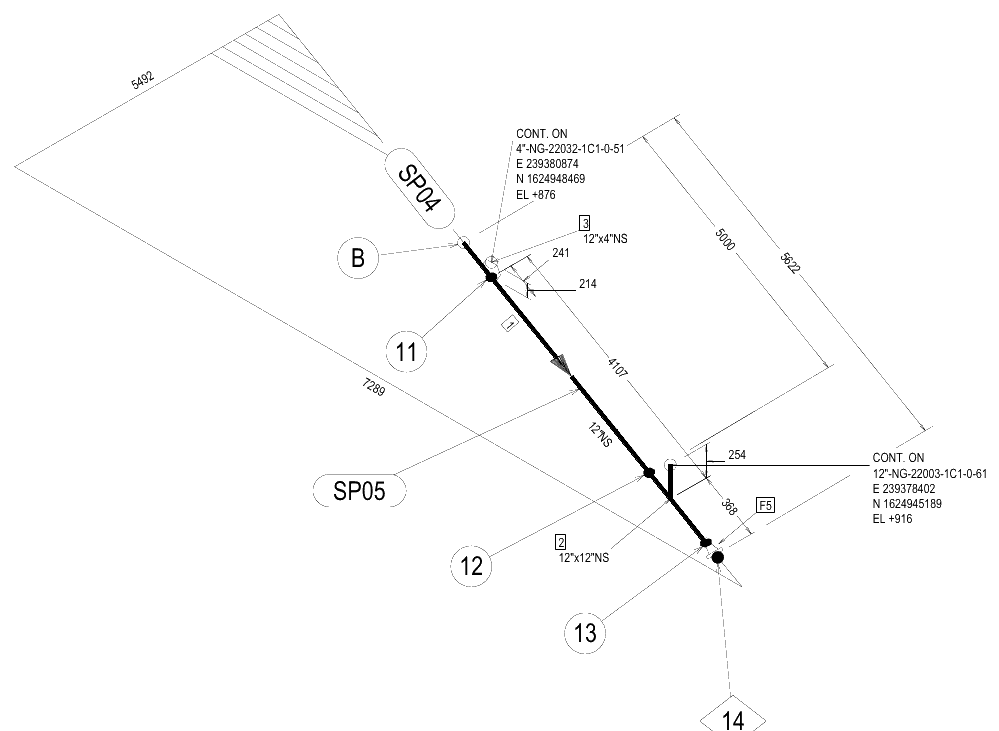 5492
CONT. ON
4"-NG-22032-1C1-0-51
E 239380874
N 1624948469
EL +876
SP04
3
12"x4"NS
B
241
214
5000
5622
1
11
4107
7289
12"NS
254
CONT. ON
12"-NG-22003-1C1-0-61
E 239378402
N 1624945189
EL +916
SP05
368
F5
2
12"x12"NS
12
13
14